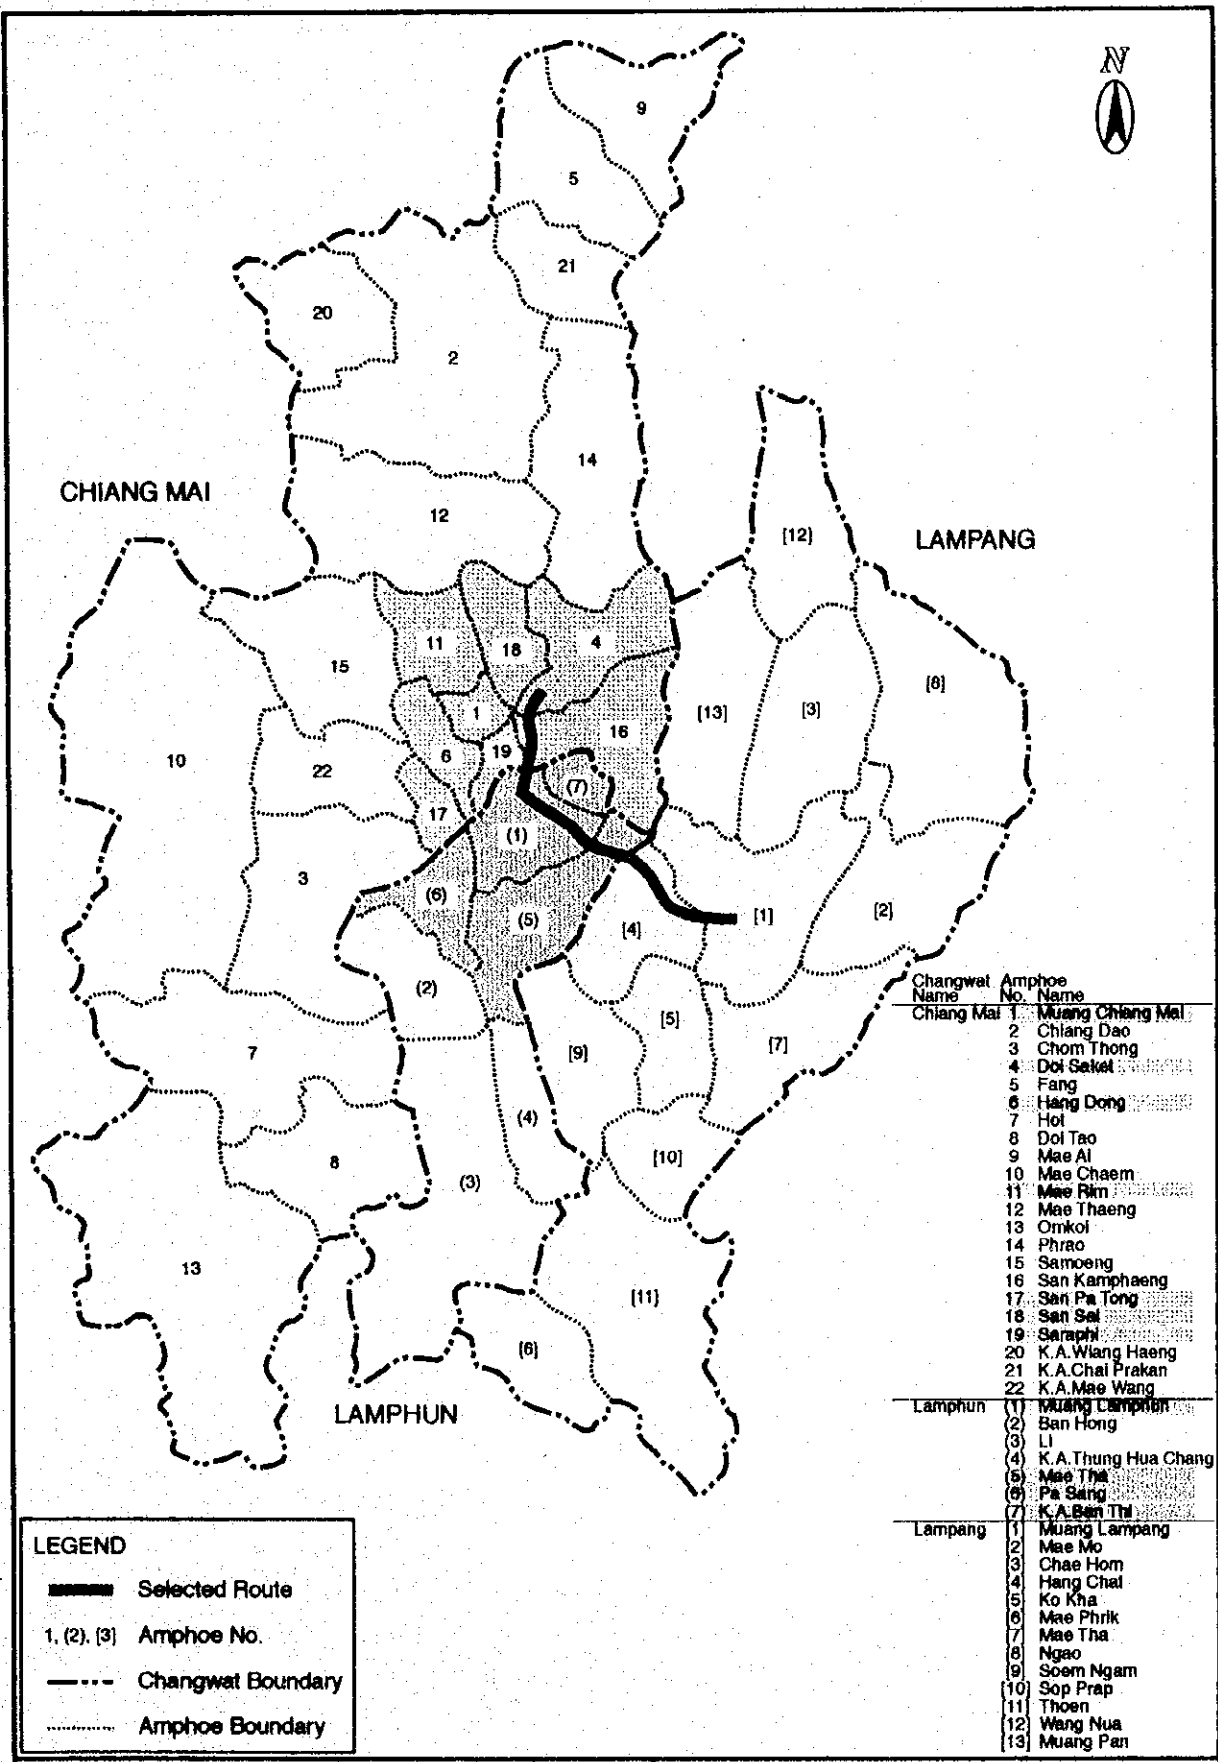 N
9
5
21
20
2
14
CHIANG MAI
12
[12]
LAMPANG
11
18
4
15
[8]
1
[13]
[3]
16
10
6
19
22
(7)
17
(1)
3
(6)
[2]
(5)
[4]
[1]
(2)
[5]
7
[9]
[7]
(4)
8
[10]
(3)
13
[11]
[6]
LAMPHUN
Changwat Amphoe
Name No. Name
Chiang Mai 1 Muang Chiang Mai
2 Chiang Dao
3 Chom Thong
4 Doi Saket
5 Fang
6 Hang Dong
7 Hot
8 Doi Tao
9 Mae Ai
10 Mae Chaem
11 Mae Rim
12 Mae Thaeng
13 Omkoi
14 Phrao
15 Samoeng
16 San Kamphaeng
17 San Pa Tong
18 San Sai
19 Saraphi
20 K.A.Wiang Haeng
21 K.A.Chai Prakan
22 K.A.Mae Wang
Lamphun (1) Muang Lamphun
(2) Ban Hong
(3) Li
(4) K.A.Thung Hua Chang
(5) Mae Tha
(6) Pa Sang
(7) K.A.Ban Thi
Lampang [1] Muang Lampang
[2] Mae Mo
[3] Chae Hom
[4] Hang Chat
[5] Ko Kha
[6] Mae Phrik
[7] Mae Tha
[8] Ngao
[9] Soem Ngam
[10] Sop Prap
[11] Thoen
[12] Wang Nua
[13] Muang Pan
LEGEND
Selected Route
1, (2), [3] Amphoe No.
Changwat Boundary
Amphoe Boundary